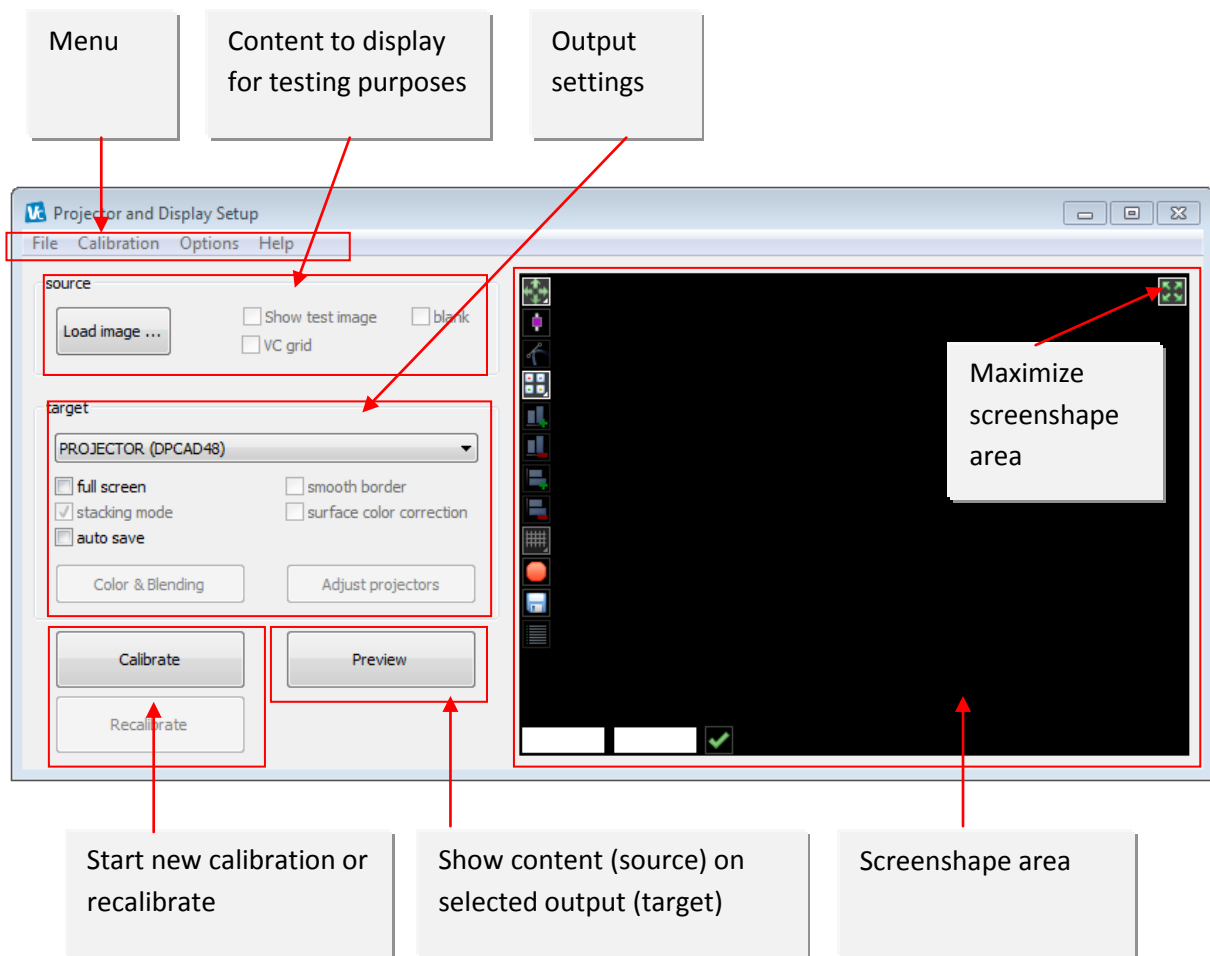 Menu
Content to display
for testing purposes
Output
settings
Vc Projector and Display Setup
File Calibration Options Help
source
Load image ...
Show test image
blank
VC grid
target
PROJECTOR (DPCAD48)
full screen
smooth border
stacking mode
surface color correction
auto save
Color & Blending
Adjust projectors
Calibrate
Preview
Recalibrate
Maximize
screenshape
area
Start new calibration or
recalibrate
Show content (source) on
selected output (target)
Screenshape area